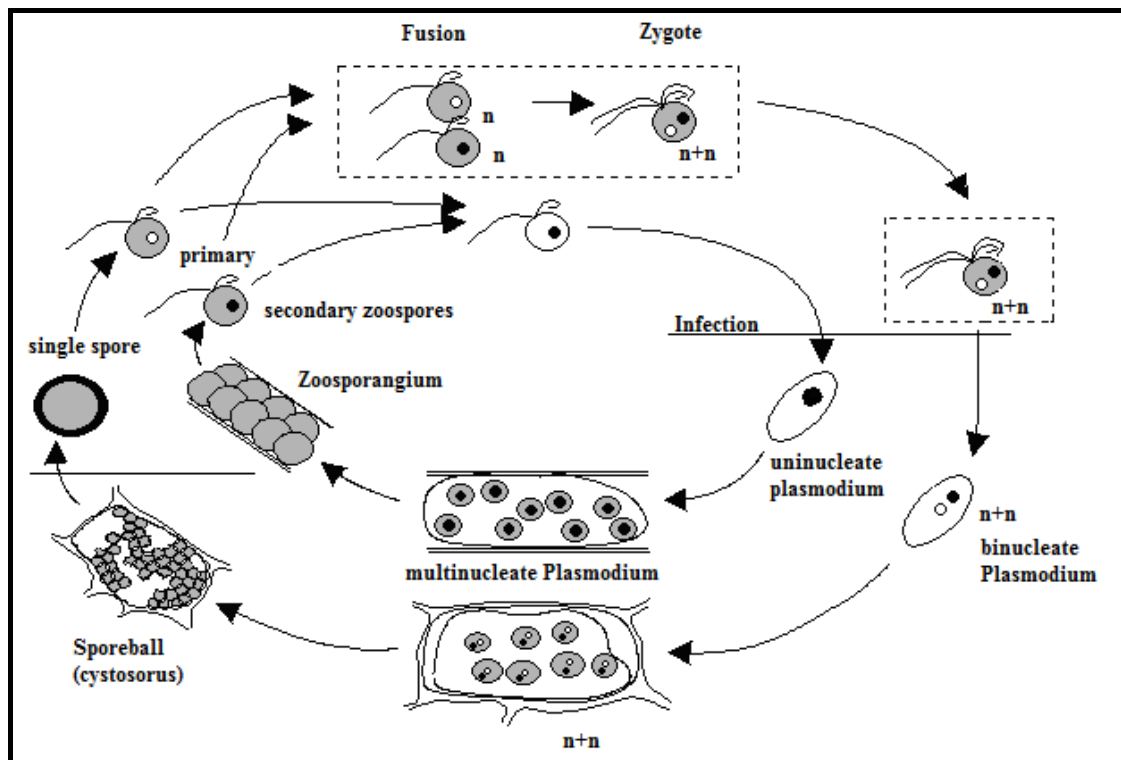 Fusion
Zygote
n
n
n+n
primary
secondary zoospores
n+n
Infection
single spore
Zoosporangium
uninucleate
plasmodium
n+n
binucleate
Plasmodium
multinucleate Plasmodium
Sporeball
(cystosorus)
n+n